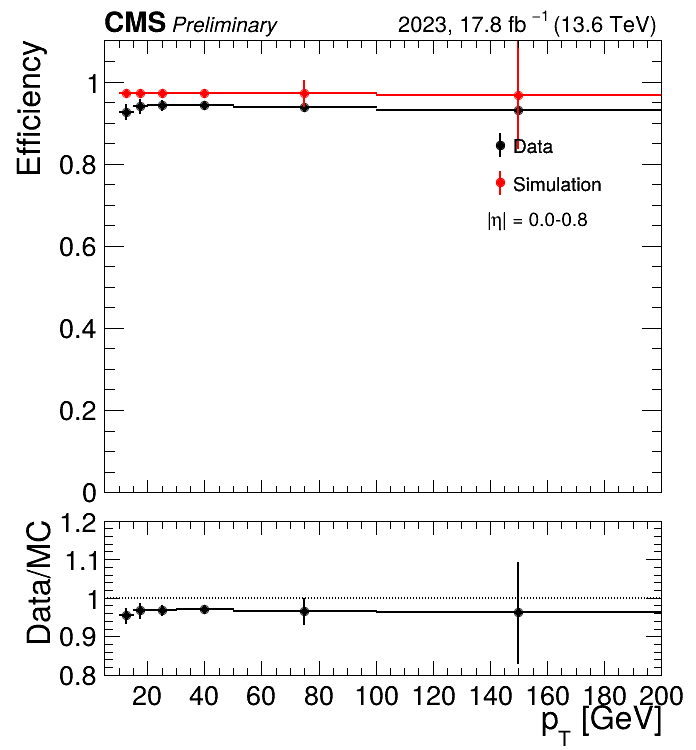 CMS Preliminary 2023, 17.8 fb⁻¹ (13.6 TeV)
Efficiency
1
0.8
0.6
0.4
0.2
0
Data
Simulation
|η| = 0.0-0.8
Data/MC
1.2
1.1
1
0.9
0.8
20 40 60 80 100 120 140 160 180 200
p_T [GeV]